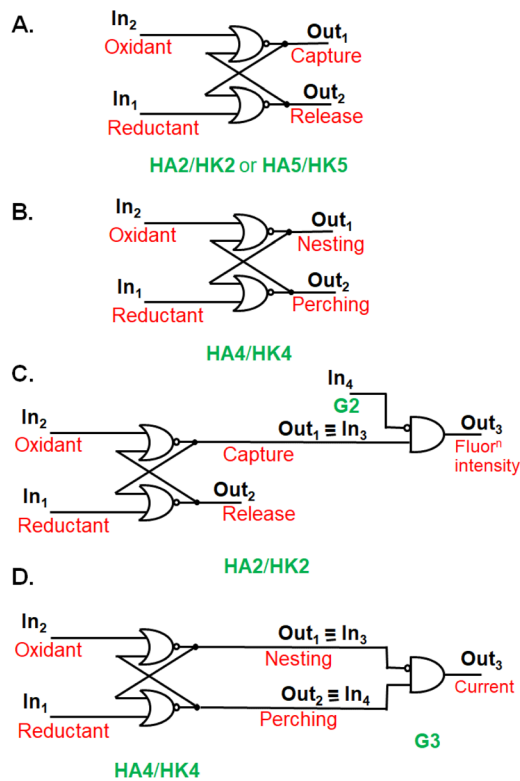 A.
In₂
Oxidant
Out₁
Capture
In₁
Reductant
Out₂
Release
HA2/HK2 or HA5/HK5
B.
In₂
Oxidant
Out₁
Nesting
In₁
Reductant
Out₂
Perching
HA4/HK4
C.
In₄
G2
In₂
Oxidant
Out₁ ≡ In₃
Capture
Out₃
Fluorⁿ
intensity
In₁
Reductant
Out₂
Release
HA2/HK2
D.
In₂
Oxidant
Out₁ ≡ In₃
Nesting
Out₃
Current
In₁
Reductant
Out₂ ≡ In₄
Perching
G3
HA4/HK4